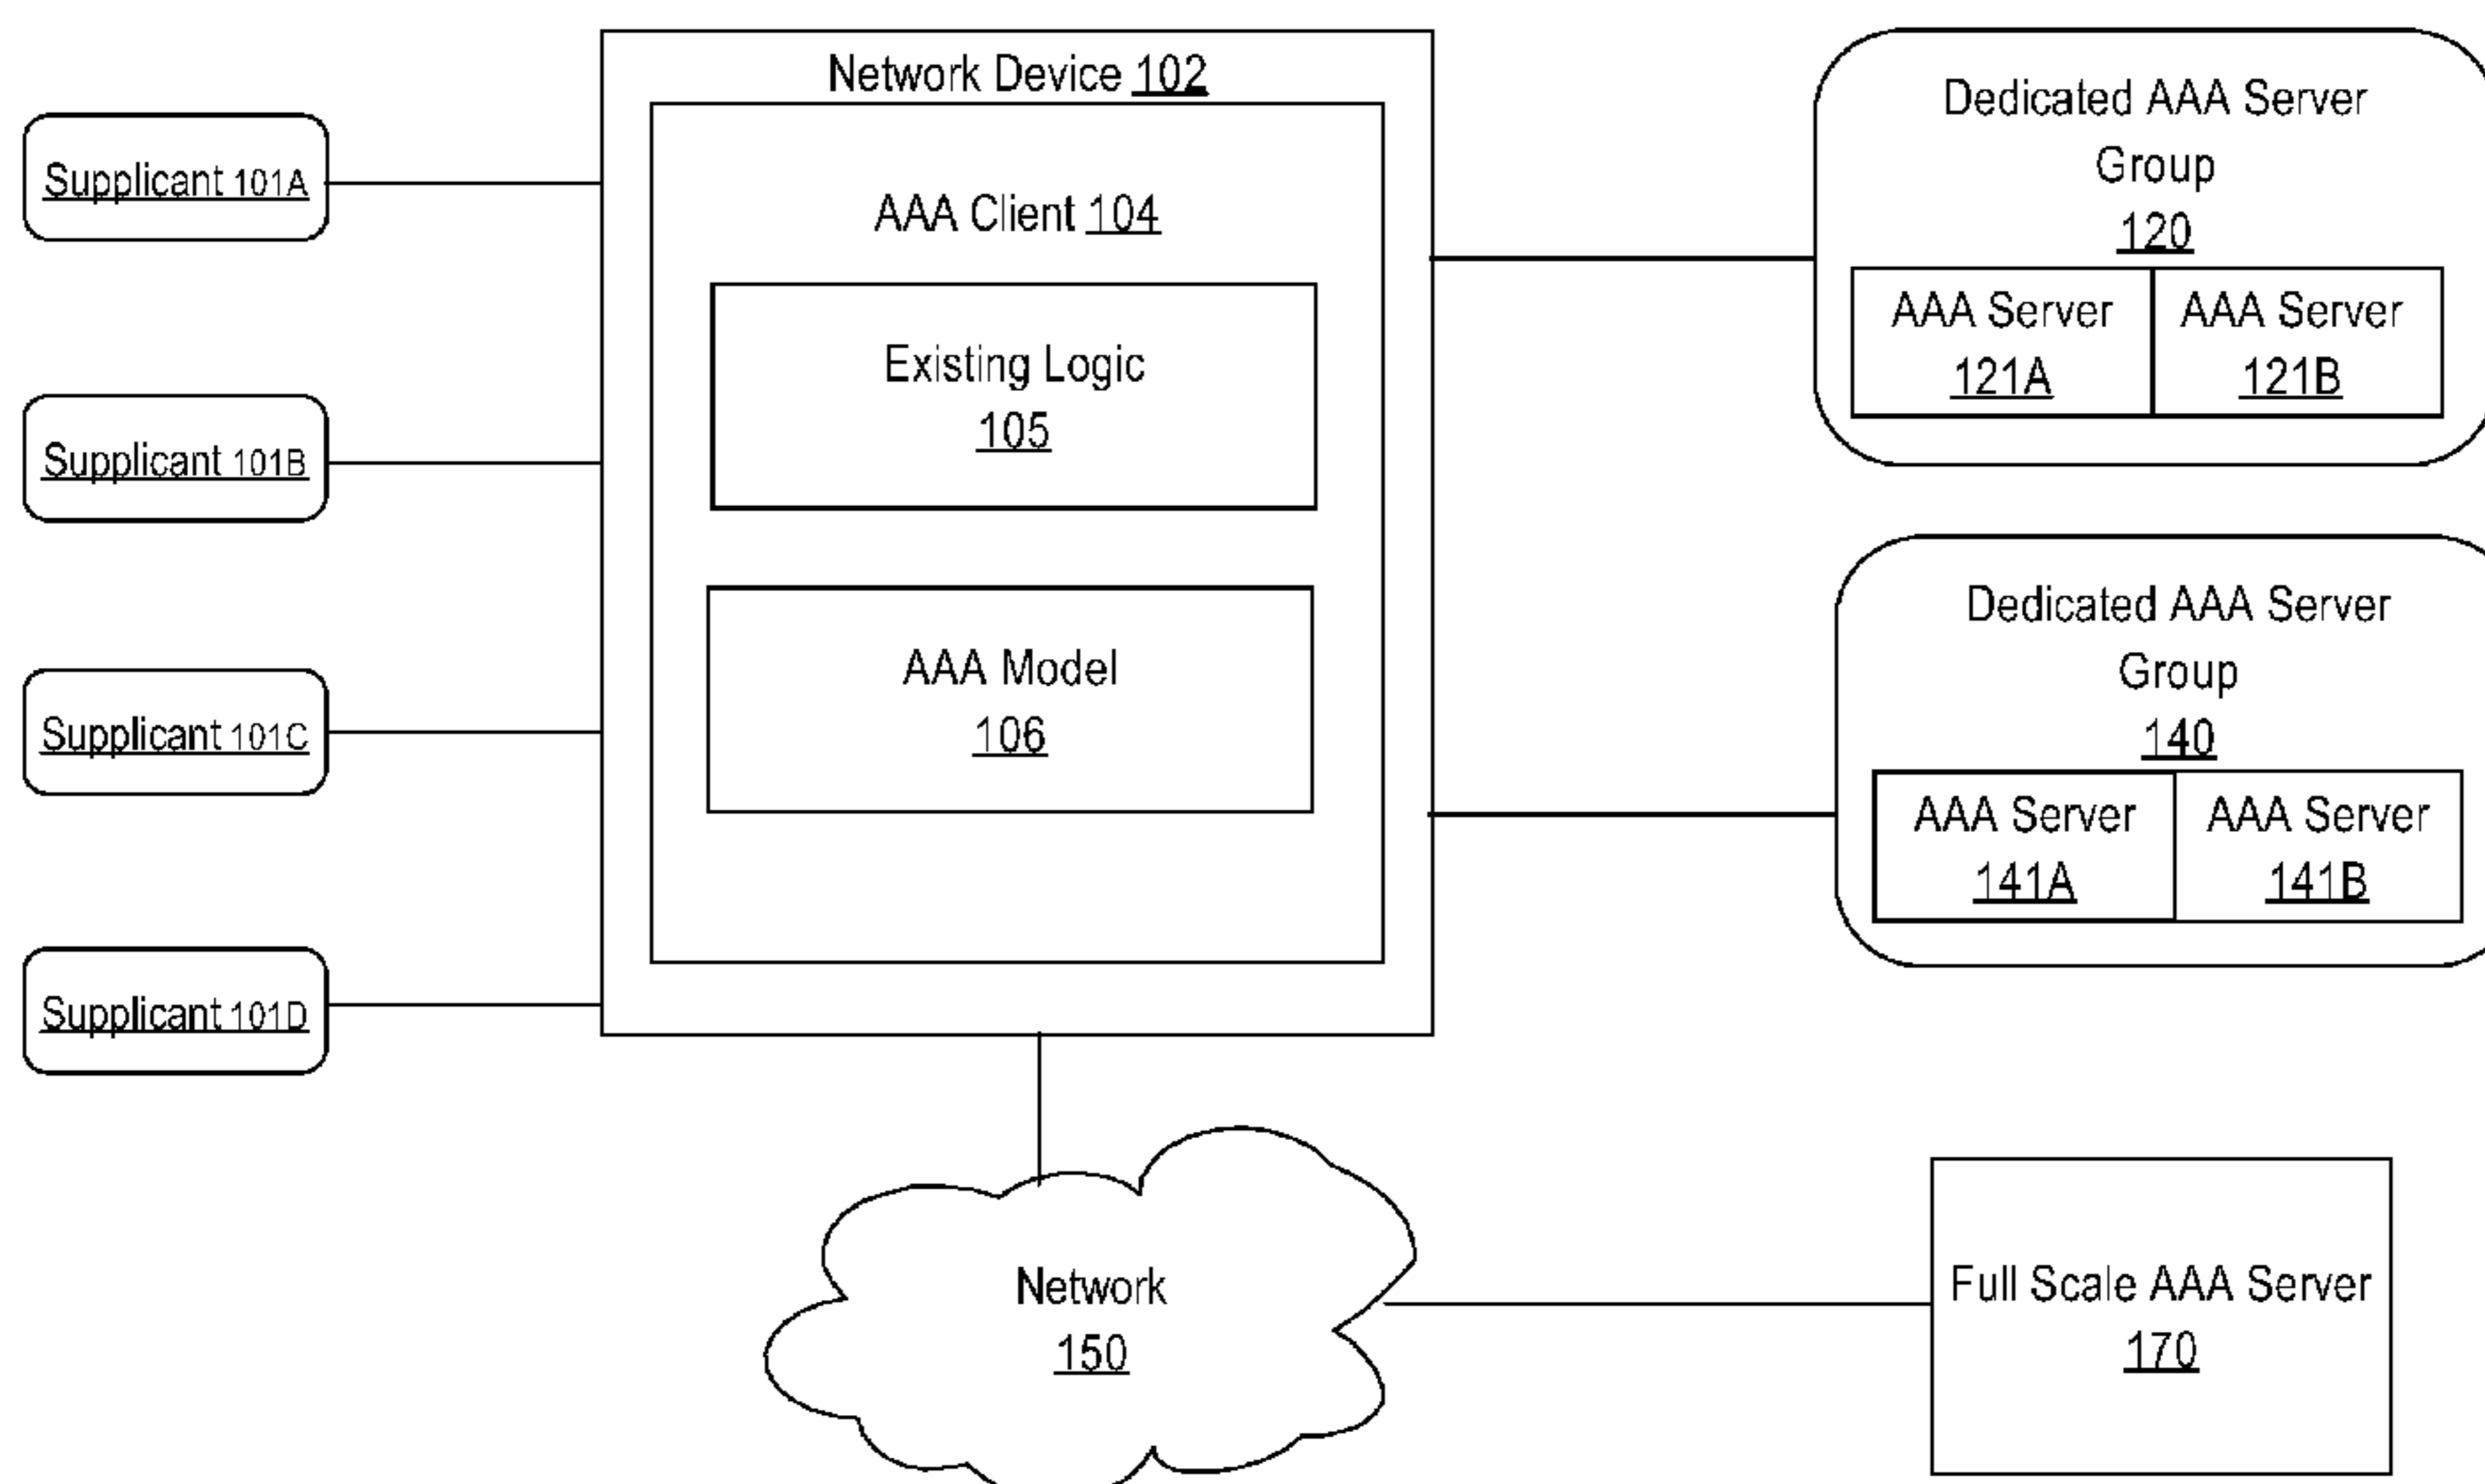 Supplicant 101A
Supplicant 101B
Supplicant 101C
Supplicant 101D
Network Device 102
AAA Client 104
Existing Logic
105
AAA Model
106
Dedicated AAA Server
Group
120
AAA Server
121A
AAA Server
121B
Dedicated AAA Server
Group
140
AAA Server
141A
AAA Server
141B
Network
150
Full Scale AAA Server
170